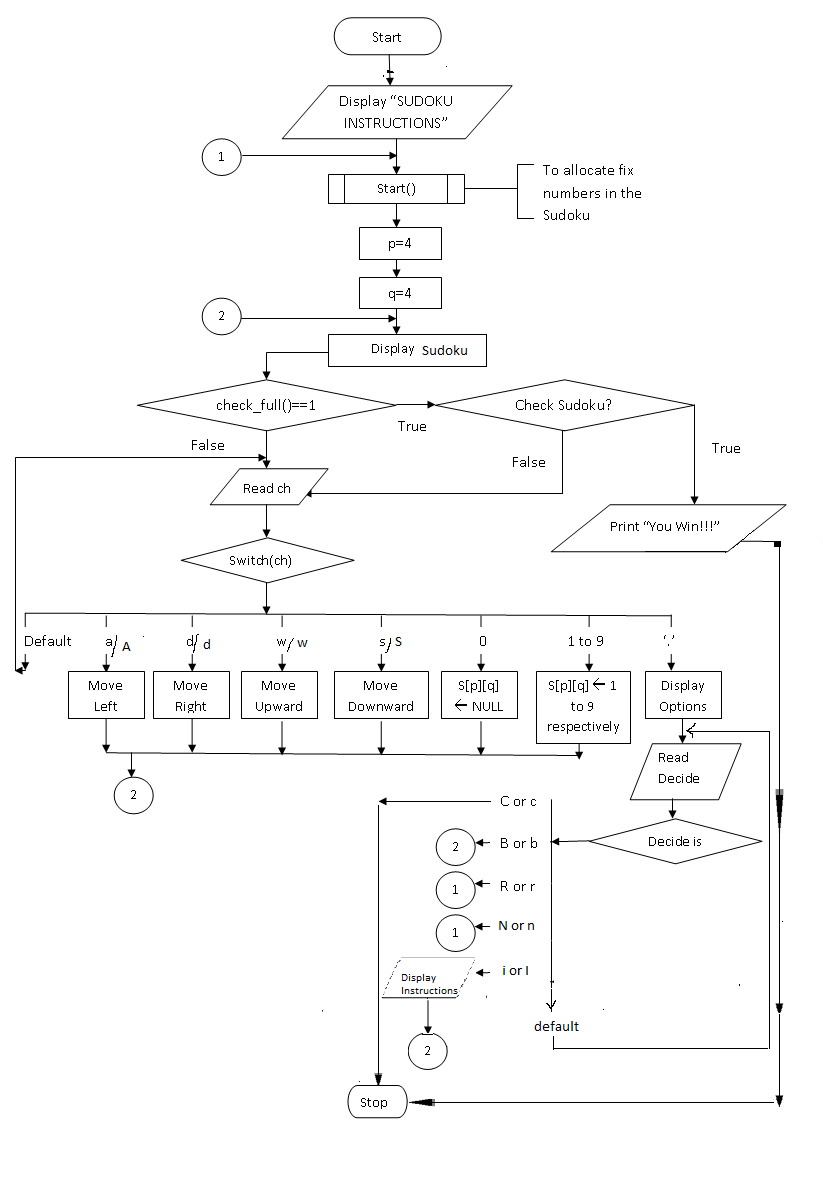 Start
Display “SUDOKU
INSTRUCTIONS”
1
Start()
To allocate fix
numbers in the
Sudoku
p=4
q=4
2
Display Sudoku
check_full()==1
True
Check Sudoku?
False
False
True
Read ch
Print “You Win!!!”
Switch(ch)
Default
a/ A
d/ d
w/ w
s/ S
0
1 to 9
‘.’
Move
Left
Move
Right
Move
Upward
Move
Downward
S[p][q]
← NULL
S[p][q] ← 1
to 9
respectively
Display
Options
2
Read
Decide
Decide is
C or c
2
B or b
1
R or r
1
N or n
Display
Instructions
i or I
2
default
Stop